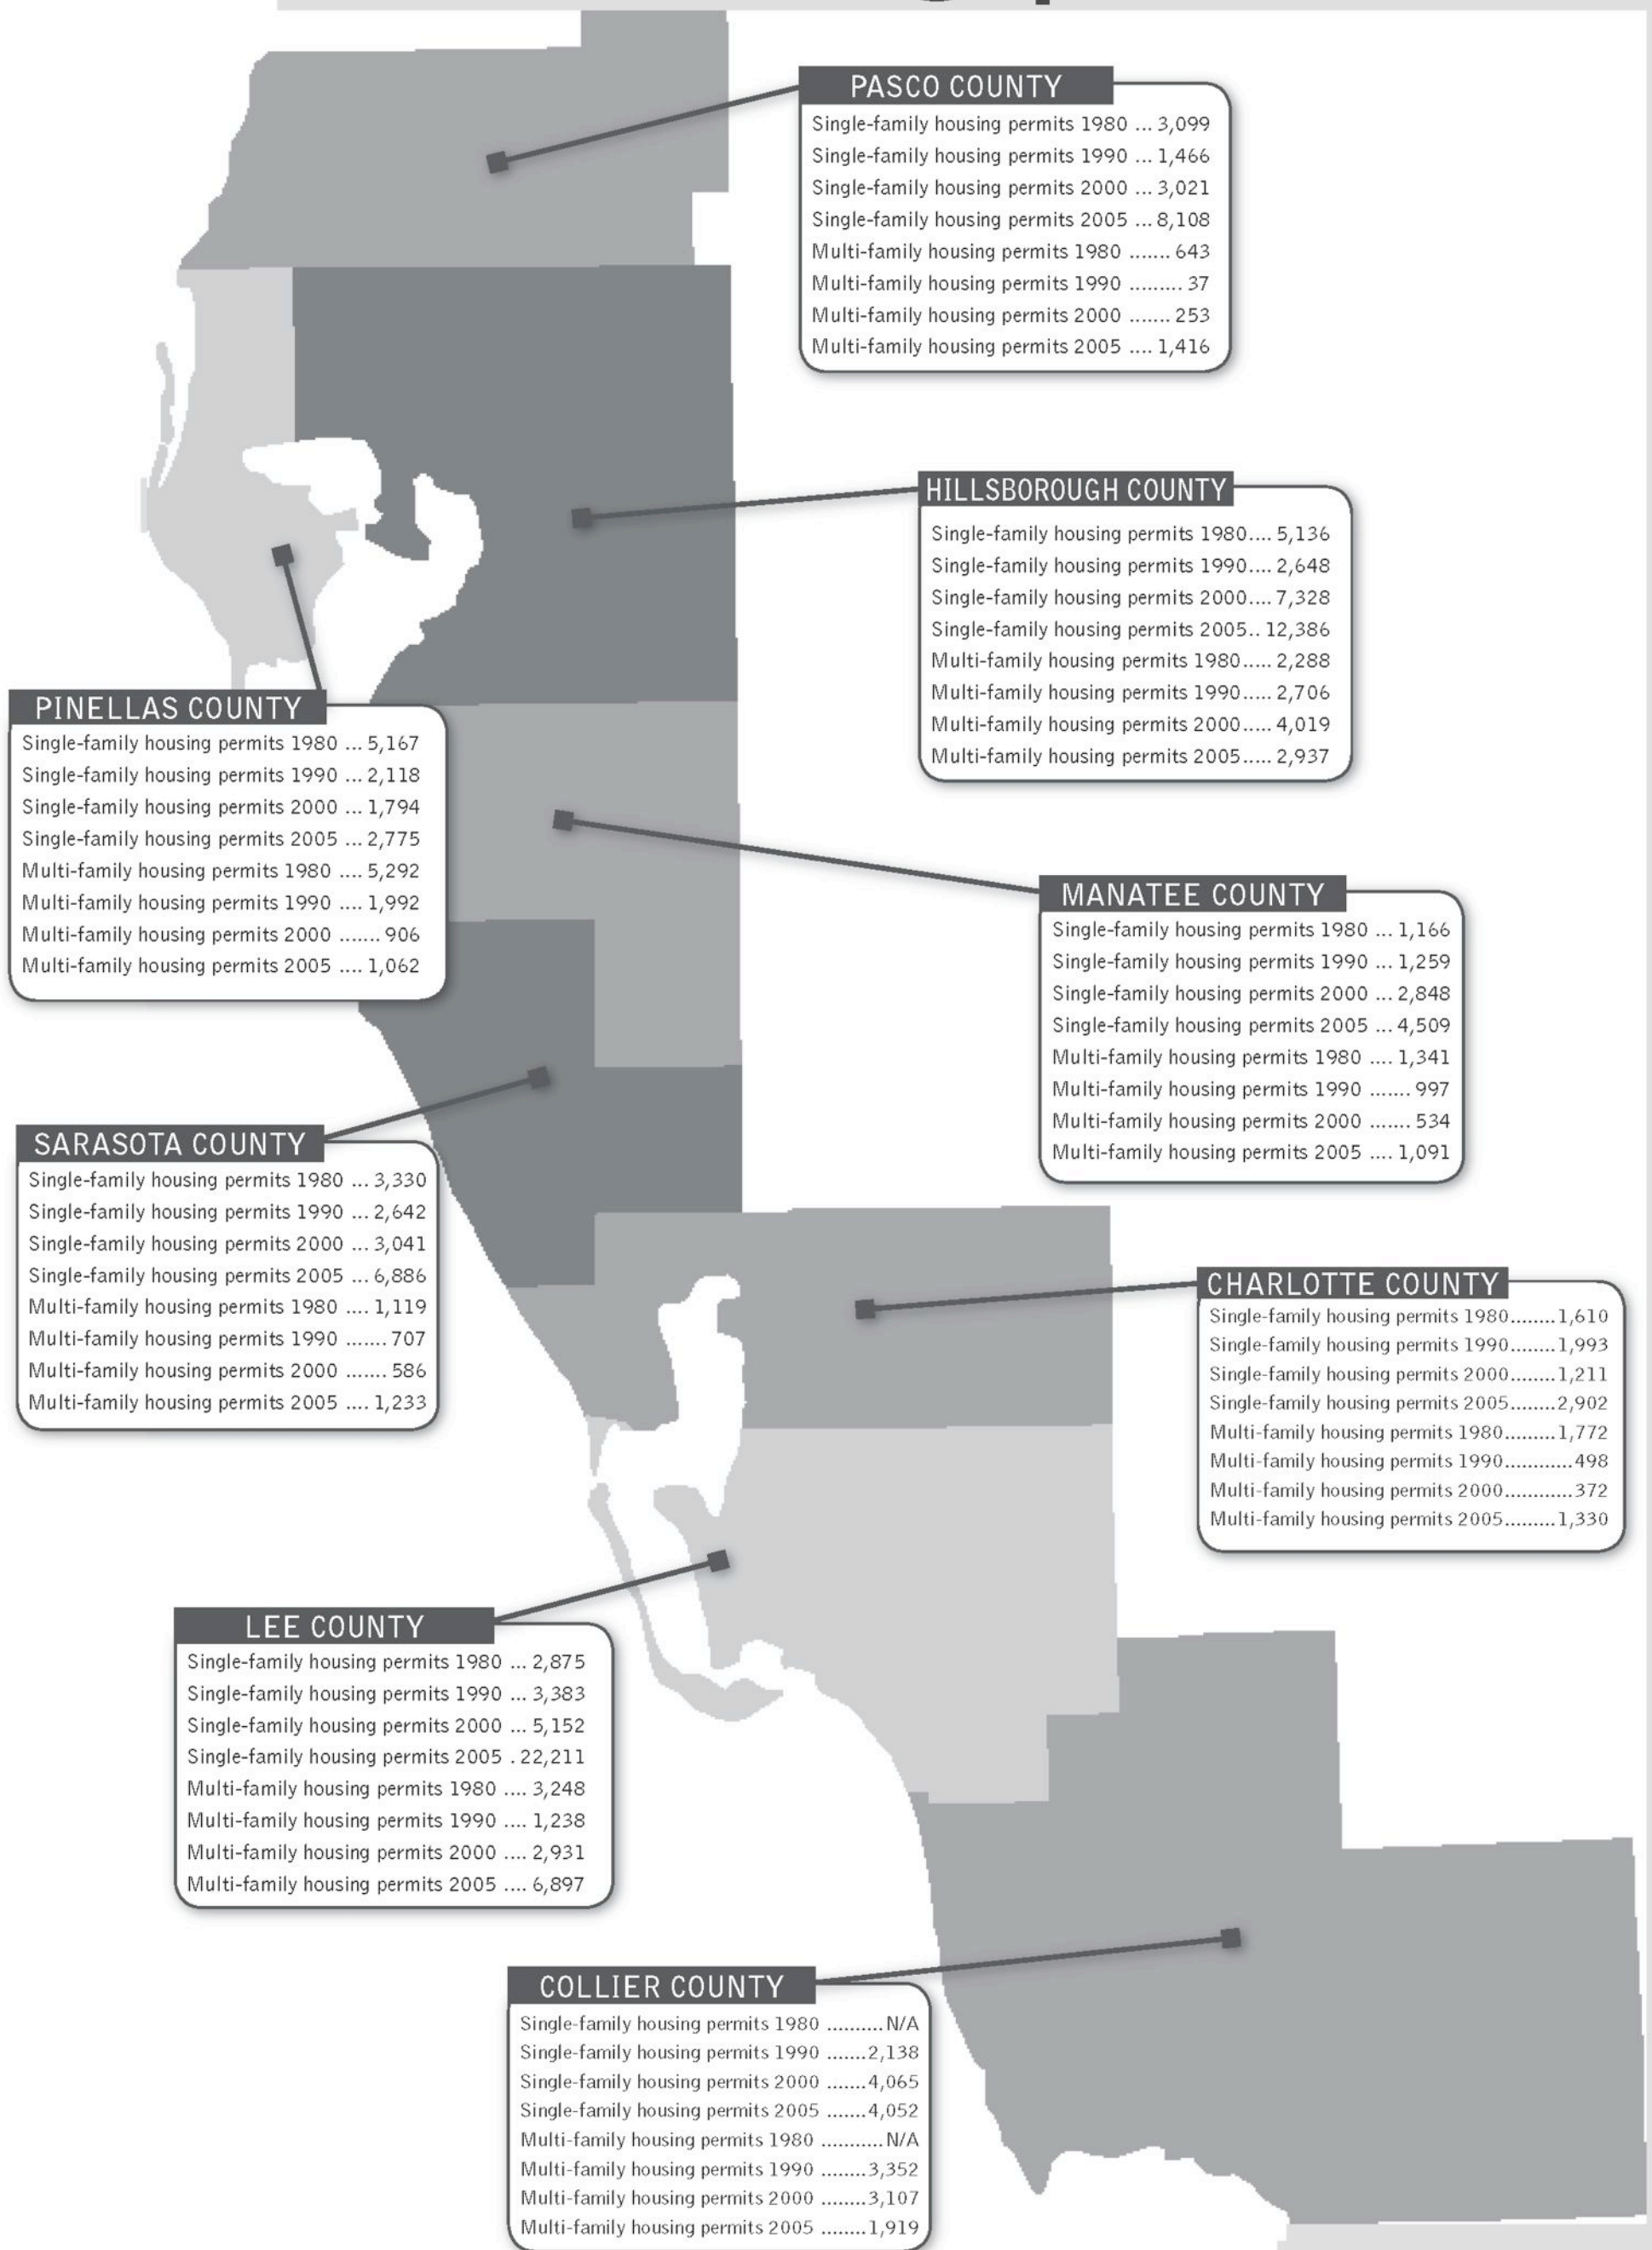 PASCO COUNTY
Single-family housing permits 1980 ... 3,099
Single-family housing permits 1990 ... 1,466
Single-family housing permits 2000 ... 3,021
Single-family housing permits 2005 ... 8,108
Multi-family housing permits 1980 ....... 643
Multi-family housing permits 1990 ......... 37
Multi-family housing permits 2000 ....... 253
Multi-family housing permits 2005 .... 1,416
HILLSBOROUGH COUNTY
Single-family housing permits 1980.... 5,136
Single-family housing permits 1990.... 2,648
Single-family housing permits 2000.... 7,328
Single-family housing permits 2005.. 12,386
Multi-family housing permits 1980..... 2,288
Multi-family housing permits 1990..... 2,706
Multi-family housing permits 2000..... 4,019
Multi-family housing permits 2005..... 2,937
PINELLAS COUNTY
Single-family housing permits 1980 ... 5,167
Single-family housing permits 1990 ... 2,118
Single-family housing permits 2000 ... 1,794
Single-family housing permits 2005 ... 2,775
Multi-family housing permits 1980 .... 5,292
Multi-family housing permits 1990 .... 1,992
Multi-family housing permits 2000 ....... 906
Multi-family housing permits 2005 .... 1,062
MANATEE COUNTY
Single-family housing permits 1980 ... 1,166
Single-family housing permits 1990 ... 1,259
Single-family housing permits 2000 ... 2,848
Single-family housing permits 2005 ... 4,509
Multi-family housing permits 1980 .... 1,341
Multi-family housing permits 1990 ....... 997
Multi-family housing permits 2000 ....... 534
Multi-family housing permits 2005 .... 1,091
SARASOTA COUNTY
Single-family housing permits 1980 ... 3,330
Single-family housing permits 1990 ... 2,642
Single-family housing permits 2000 ... 3,041
Single-family housing permits 2005 ... 6,886
Multi-family housing permits 1980 .... 1,119
Multi-family housing permits 1990 ....... 707
Multi-family housing permits 2000 ....... 586
Multi-family housing permits 2005 .... 1,233
CHARLOTTE COUNTY
Single-family housing permits 1980........1,610
Single-family housing permits 1990........1,993
Single-family housing permits 2000........1,211
Single-family housing permits 2005........2,902
Multi-family housing permits 1980.........1,772
Multi-family housing permits 1990............498
Multi-family housing permits 2000............372
Multi-family housing permits 2005.........1,330
LEE COUNTY
Single-family housing permits 1980 ... 2,875
Single-family housing permits 1990 ... 3,383
Single-family housing permits 2000 ... 5,152
Single-family housing permits 2005 . 22,211
Multi-family housing permits 1980 .... 3,248
Multi-family housing permits 1990 .... 1,238
Multi-family housing permits 2000 .... 2,931
Multi-family housing permits 2005 .... 6,897
COLLIER COUNTY
Single-family housing permits 1980 ..........N/A
Single-family housing permits 1990 .......2,138
Single-family housing permits 2000 .......4,065
Single-family housing permits 2005 .......4,052
Multi-family housing permits 1980 ...........N/A
Multi-family housing permits 1990 ........3,352
Multi-family housing permits 2000 ........3,107
Multi-family housing permits 2005 ........1,919